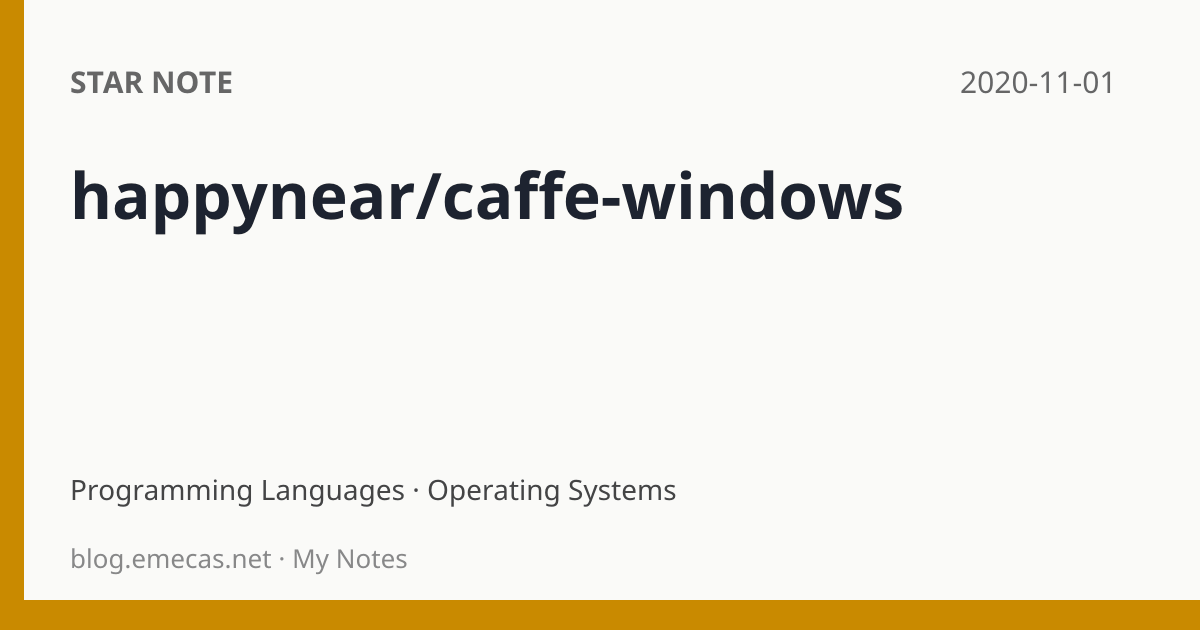 STAR NOTE
2020-11-01
happynear/caffe-windows
Programming Languages · Operating Systems
blog.emecas.net · My Notes